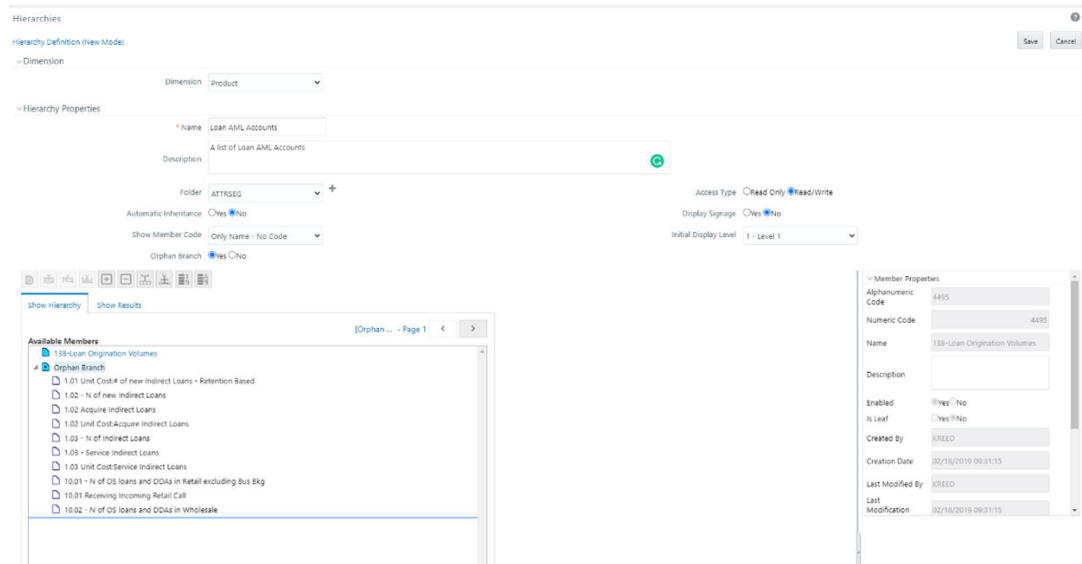 Hierarchies
Hierarchy Definition (New Mode)
Save Cancel
Dimension
Dimension Product
Hierarchy Properties
* Name Loan AML Accounts
Description A list of Loan AML Accounts
Folder ATTRSEG
Access Type Read Only Read/Write
Automatic Inheritance Yes No
Display Signage Yes No
Show Member Code Only Name - No Code
Initial Display Level 1 - Level 1
Orphan Branch Yes No
Show Hierarchy Show Results
[Orphan ... - Page 1
Available Members
138-Loan Origination Volumes
Orphan Branch
1.01 Unit Cost:# of new Indirect Loans - Retention Based
1.02 - N of new Indirect Loans
1.02 Acquire Indirect Loans
1.02 Unit Cost:Acquire Indirect Loans
1.03 - N of Indirect Loans
1.03 - Service Indirect Loans
1.03 Unit Cost:Service Indirect Loans
10.01 - N of OS loans and DDAs in Retail excluding Bus Bkg
10.01 Receiving Incoming Retail Call
10.02 - N of OS loans and DDAs in Wholesale
Member Properties
Alphanumeric Code 4495
Numeric Code 4495
Name 138-Loan Origination Volumes
Description
Enabled Yes No
Is Leaf Yes No
Created By KREED
Creation Date 02/18/2019 09:31:15
Last Modified By KREED
Last Modification 02/18/2019 09:31:15